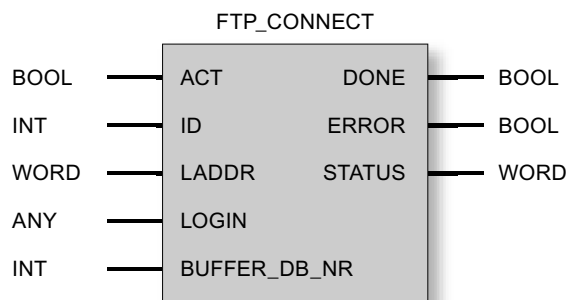 FTP_CONNECT
BOOL ACT DONE BOOL
INT ID ERROR BOOL
WORD LADDR STATUS WORD
ANY LOGIN
INT BUFFER_DB_NR